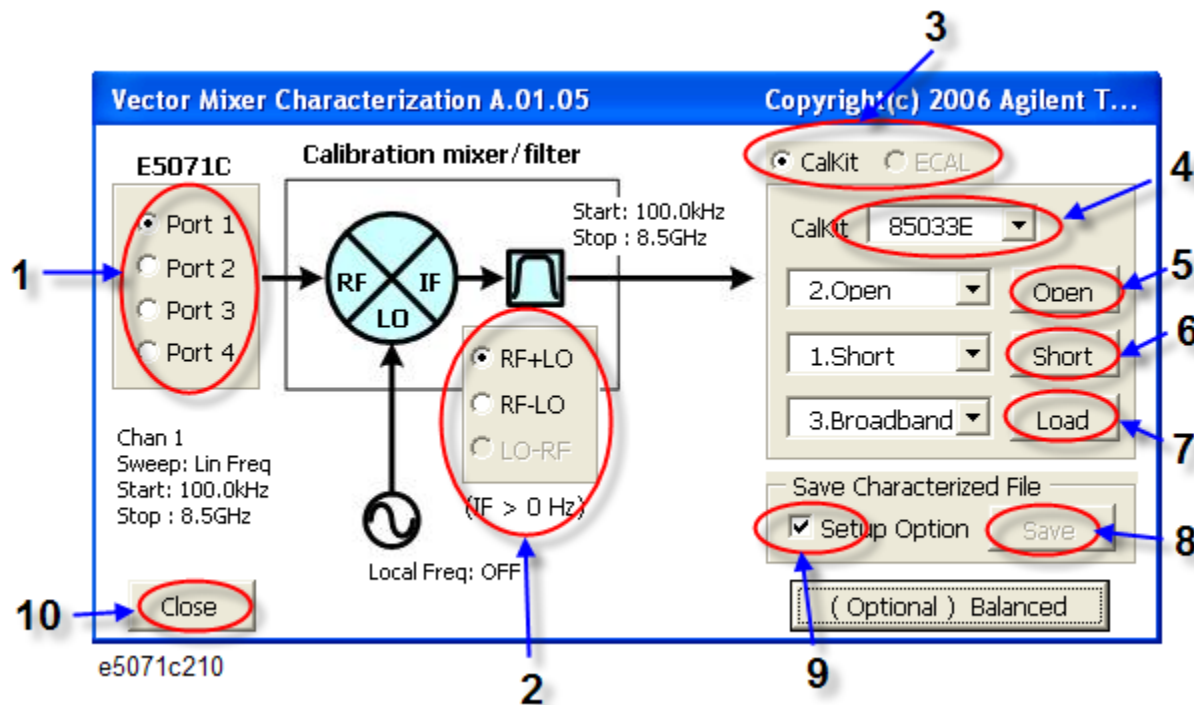 3
Vector Mixer Characterization A.01.05
Copyright(c) 2006 Agilent T...
E5071C
Calibration mixer/filter
CalKit
ECAL
4
Port 1
Port 2
Port 3
Port 4
1
RF
IF
LO
Start: 100.0kHz
Stop : 8.5GHz
CalKit
85033E
2.Open
Open
5
1.Short
Short
6
3.Broadband
Load
7
RF+LO
RF-LO
LO-RF
(IF > 0 Hz)
Chan 1
Sweep: Lin Freq
Start: 100.0kHz
Stop : 8.5GHz
Save Characterized File
Setup Option
Save
8
Local Freq: OFF
10
Close
( Optional ) Balanced
e5071c210
2
9